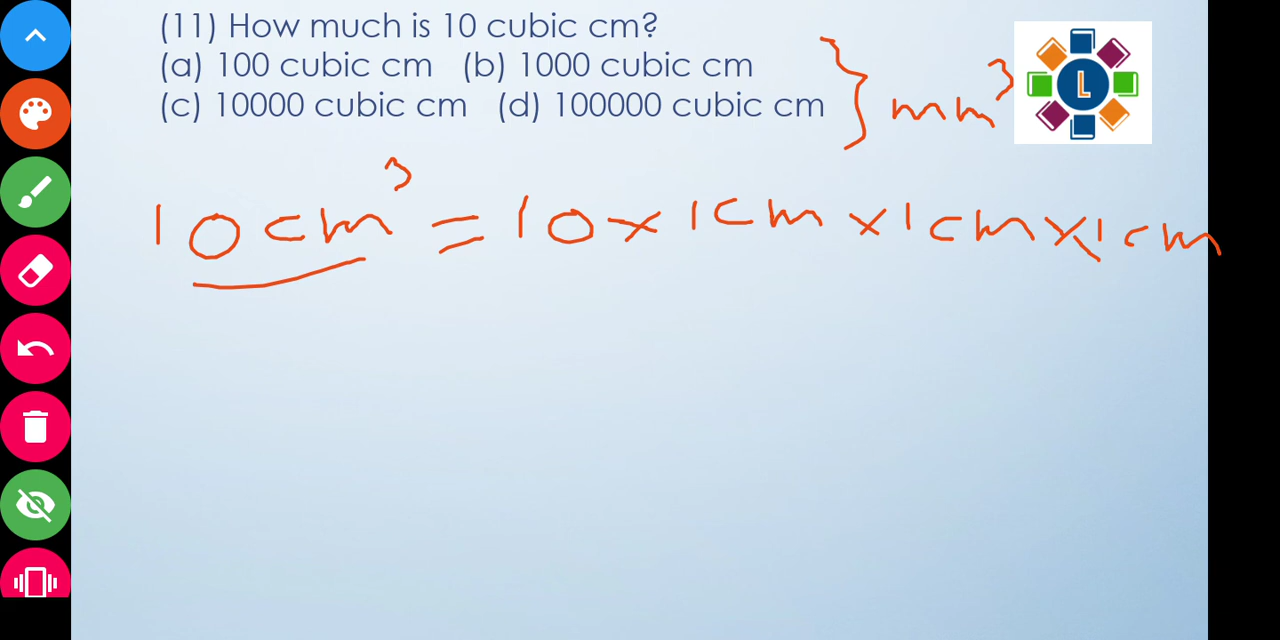 (11) How much is 10 cubic cm?
(a) 100 cubic cm (b) 1000 cubic cm
(c) 10000 cubic cm (d) 100000 cubic cm } mm³
L
10cm³ = 10 × 1cm × 1cm × 1cm